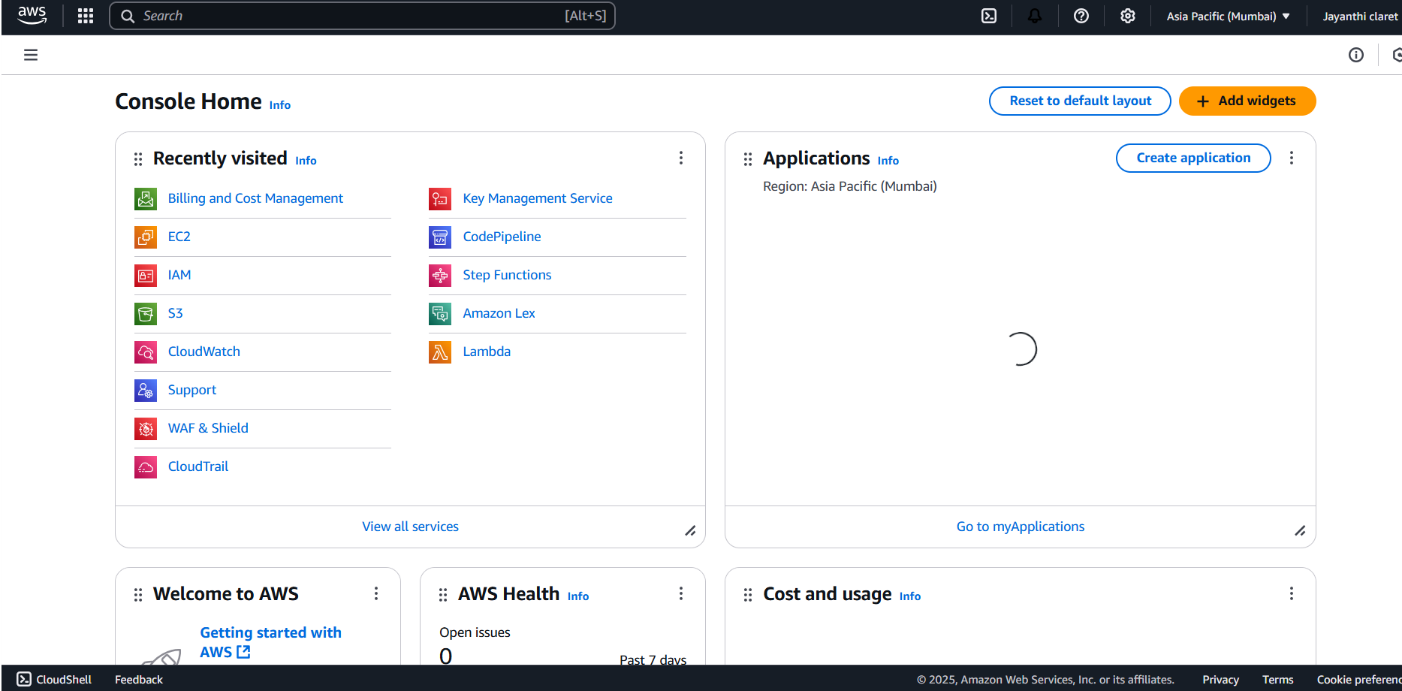 aws
Search [Alt+S]
Asia Pacific (Mumbai)
Jayanthi claret
Console Home Info
Reset to default layout
Add widgets
Recently visited Info
Billing and Cost Management
EC2
IAM
S3
CloudWatch
Support
WAF & Shield
CloudTrail
Key Management Service
CodePipeline
Step Functions
Amazon Lex
Lambda
View all services
Applications Info
Create application
Region: Asia Pacific (Mumbai)
Go to myApplications
Welcome to AWS
Getting started with
AWS
AWS Health Info
Open issues
0
Past 7 days
Cost and usage Info
CloudShell
Feedback
© 2025, Amazon Web Services, Inc. or its affiliates.
Privacy
Terms
Cookie preferenc